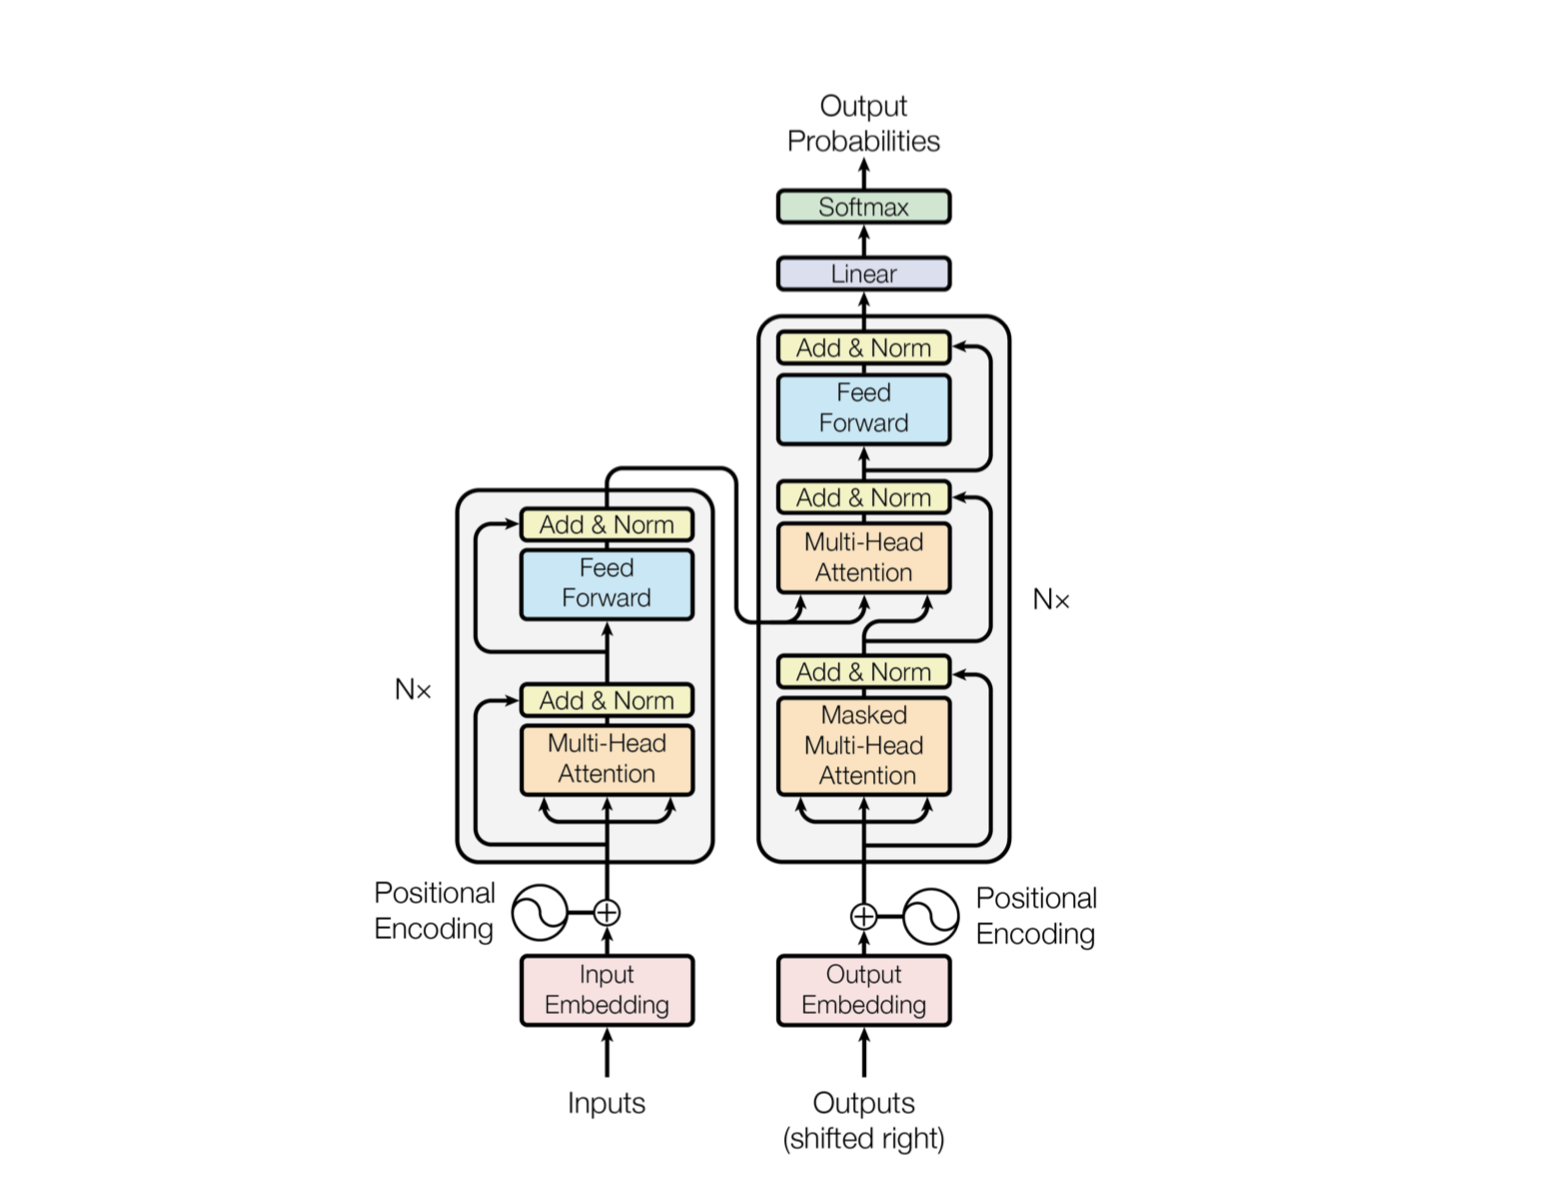 Output
Probabilities
Softmax
Linear
Add & Norm
Feed
Forward
Add & Norm
Multi-Head
Attention
Nx
Add & Norm
Masked
Multi-Head
Attention
Add & Norm
Feed
Forward
N×
Add & Norm
Multi-Head
Attention
Positional
Encoding
Positional
Encoding
Input
Embedding
Output
Embedding
Inputs
Outputs
(shifted right)